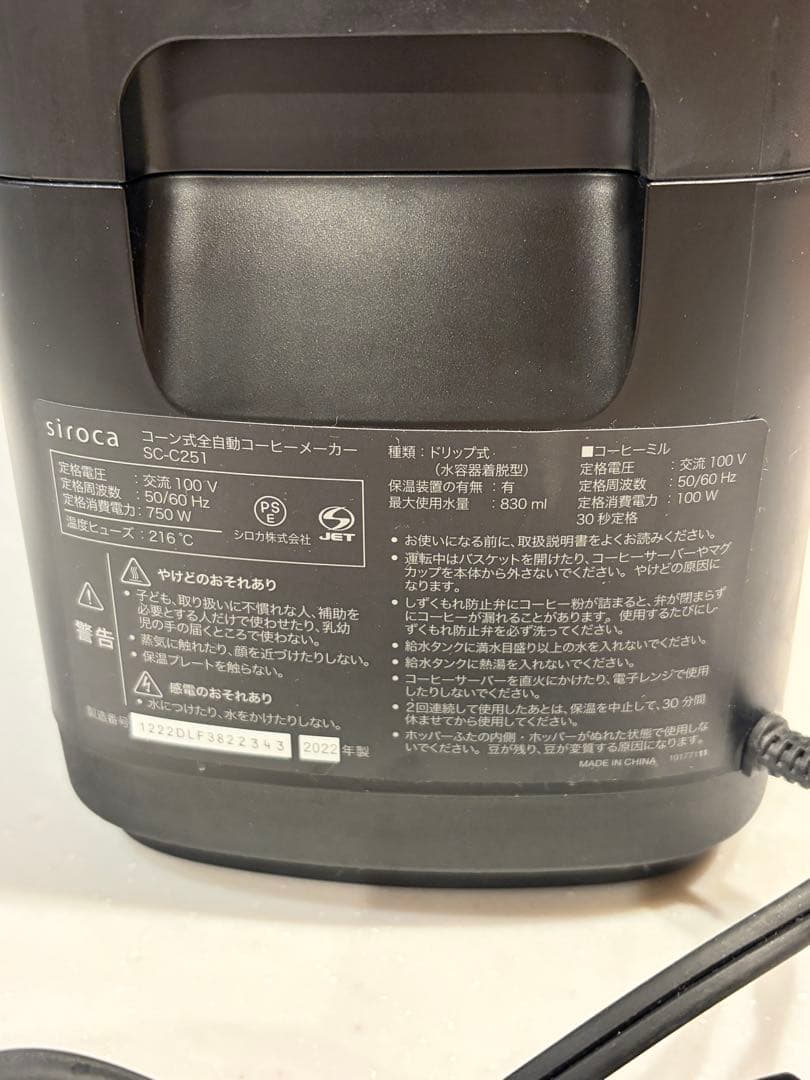 siroca コーン式全自動コーヒーメーカー
SC-C251
定格電圧 : 交流 100 V
定格周波数 : 50/60 Hz
定格消費電力 : 750 W
温度ヒューズ : 216 ℃
PS
E
シロカ株式会社
JET
警告
やけどのおそれあり
• 子ども、取り扱いに不慣れな人、補助を
必要とする人だけで使わせたり、乳幼
児の手の届くところで使わない。
• 蒸気に触れたり、顔を近づけたりしない。
• 保温プレートを触らない。
感電のおそれあり
• 水につけたり、水をかけたりしない。
製造番号 1222DLF3822343 2022 年製
種類 : ドリップ式
（水容器着脱型）
保温装置の有無 : 有
最大使用水量 : 830 ml
■コーヒーミル
定格電圧 : 交流 100 V
定格周波数 : 50/60 Hz
定格消費電力 : 100 W
30 秒定格
• お使いになる前に、取扱説明書をよくお読みください。
• 運転中はバスケットを開けたり、コーヒーサーバーやマグ
カップを本体から外さないでください。やけどの原因に
なります。
• しずくもれ防止弁にコーヒー粉が詰まると、弁が閉まらず
にコーヒーが漏れることがあります。使用するたびにし
ずくもれ防止弁を必ず洗ってください。
• 給水タンクに満水目盛り以上の水を入れないでください。
• 給水タンクに熱湯を入れないでください。
• コーヒーサーバーを直火にかけたり、電子レンジで使用
したりしないでください。
• 2回連続して使用したあとは、保温を中止して、30 分間
休ませてから使用してください。
• ホッパーふたの内側・ホッパーがぬれた状態で使用しな
いでください。豆が残り、豆が変質する原因になります。
MADE IN CHINA